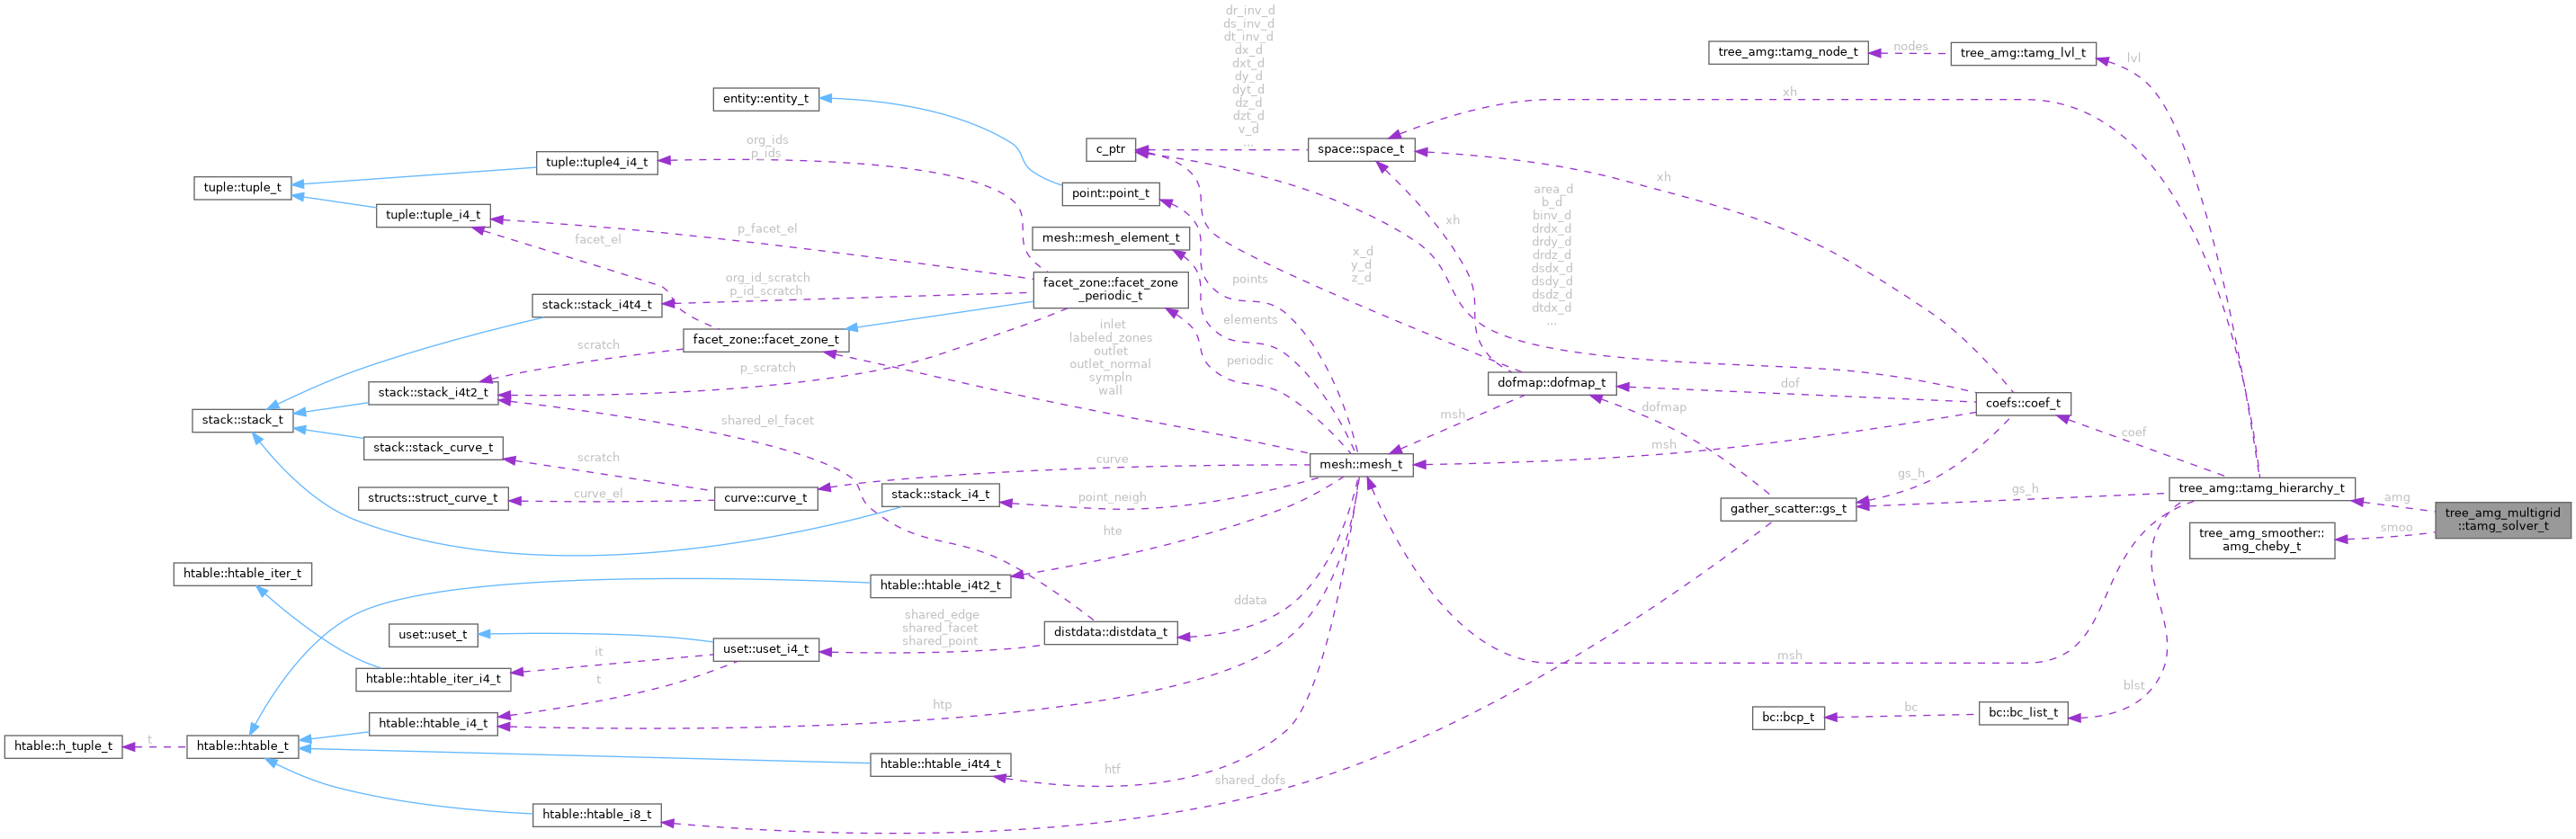 dr_inv_d
ds_inv_d
dt_inv_d
dx_d
dxt_d
dy_d
dyt_d
dz_d
dzt_d
v_d
...
tree_amg::tamg_node_t
nodes
tree_amg::tamg_lvl_t
lvl
entity::entity_t
xh
org_ids
p_ids
c_ptr
space::space_t
tuple::tuple4_i4_t
tuple::tuple_t
point::point_t
xh
area_d
b_d
binv_d
drdx_d
drdy_d
drdz_d
dsdx_d
dsdy_d
dsdz_d
dtdx_d
...
tuple::tuple_i4_t
p_facet_el
xh
facet_el
mesh::mesh_element_t
x_d
y_d
z_d
org_id_scratch
p_id_scratch
facet_zone::facet_zone
_periodic_t
points
stack::stack_i4t4_t
elements
inlet
labeled_zones
outlet
outlet_normal
sympln
wall
facet_zone::facet_zone_t
scratch
periodic
p_scratch
dofmap::dofmap_t
dof
stack::stack_i4t2_t
coefs::coef_t
dofmap
msh
stack::stack_t
shared_el_facet
coef
stack::stack_curve_t
msh
scratch
curve
mesh::mesh_t
gs_h
gs_h
tree_amg::tamg_hierarchy_t
amg
structs::struct_curve_t
curve_el
curve::curve_t
stack::stack_i4_t
point_neigh
gather_scatter::gs_t
tree_amg_multigrid
::tamg_solver_t
smoo
hte
tree_amg_smoother::
amg_cheby_t
htable::htable_iter_t
htable::htable_i4t2_t
ddata
shared_edge
shared_facet
shared_point
uset::uset_t
distdata::distdata_t
it
uset::uset_i4_t
msh
htable::htable_iter_i4_t
t
blst
htp
htable::htable_i4_t
bc::bcp_t
bc
bc::bc_list_t
htable::h_tuple_t
t
htable::htable_t
htable::htable_i4t4_t
htf
shared_dofs
htable::htable_i8_t